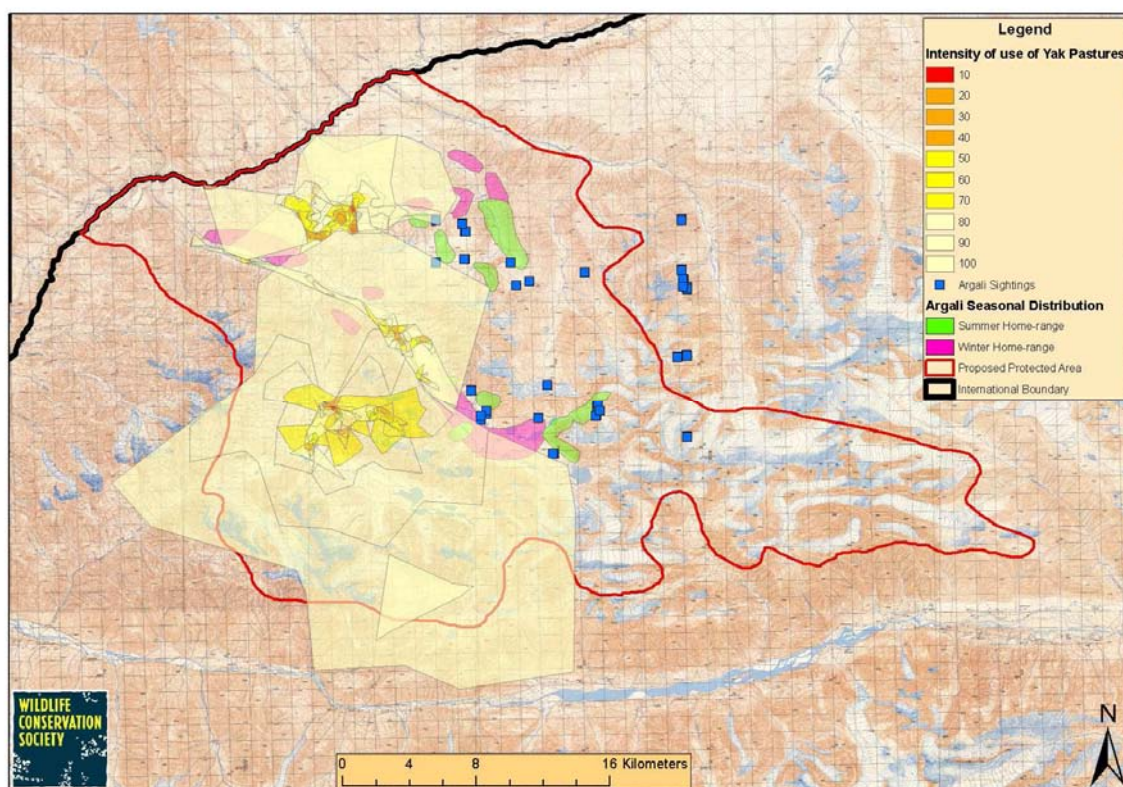 Legend
Intensity of use of Yak Pastures
10
20
30
40
50
60
70
80
90
100
Argali Sightings
Argali Seasonal Distribution
Summer Home-range
Winter Home-range
Proposed Protected Area
International Boundary
WILDLIFE
CONSERVATION
SOCIETY
0 4 8 16 Kilometers
N